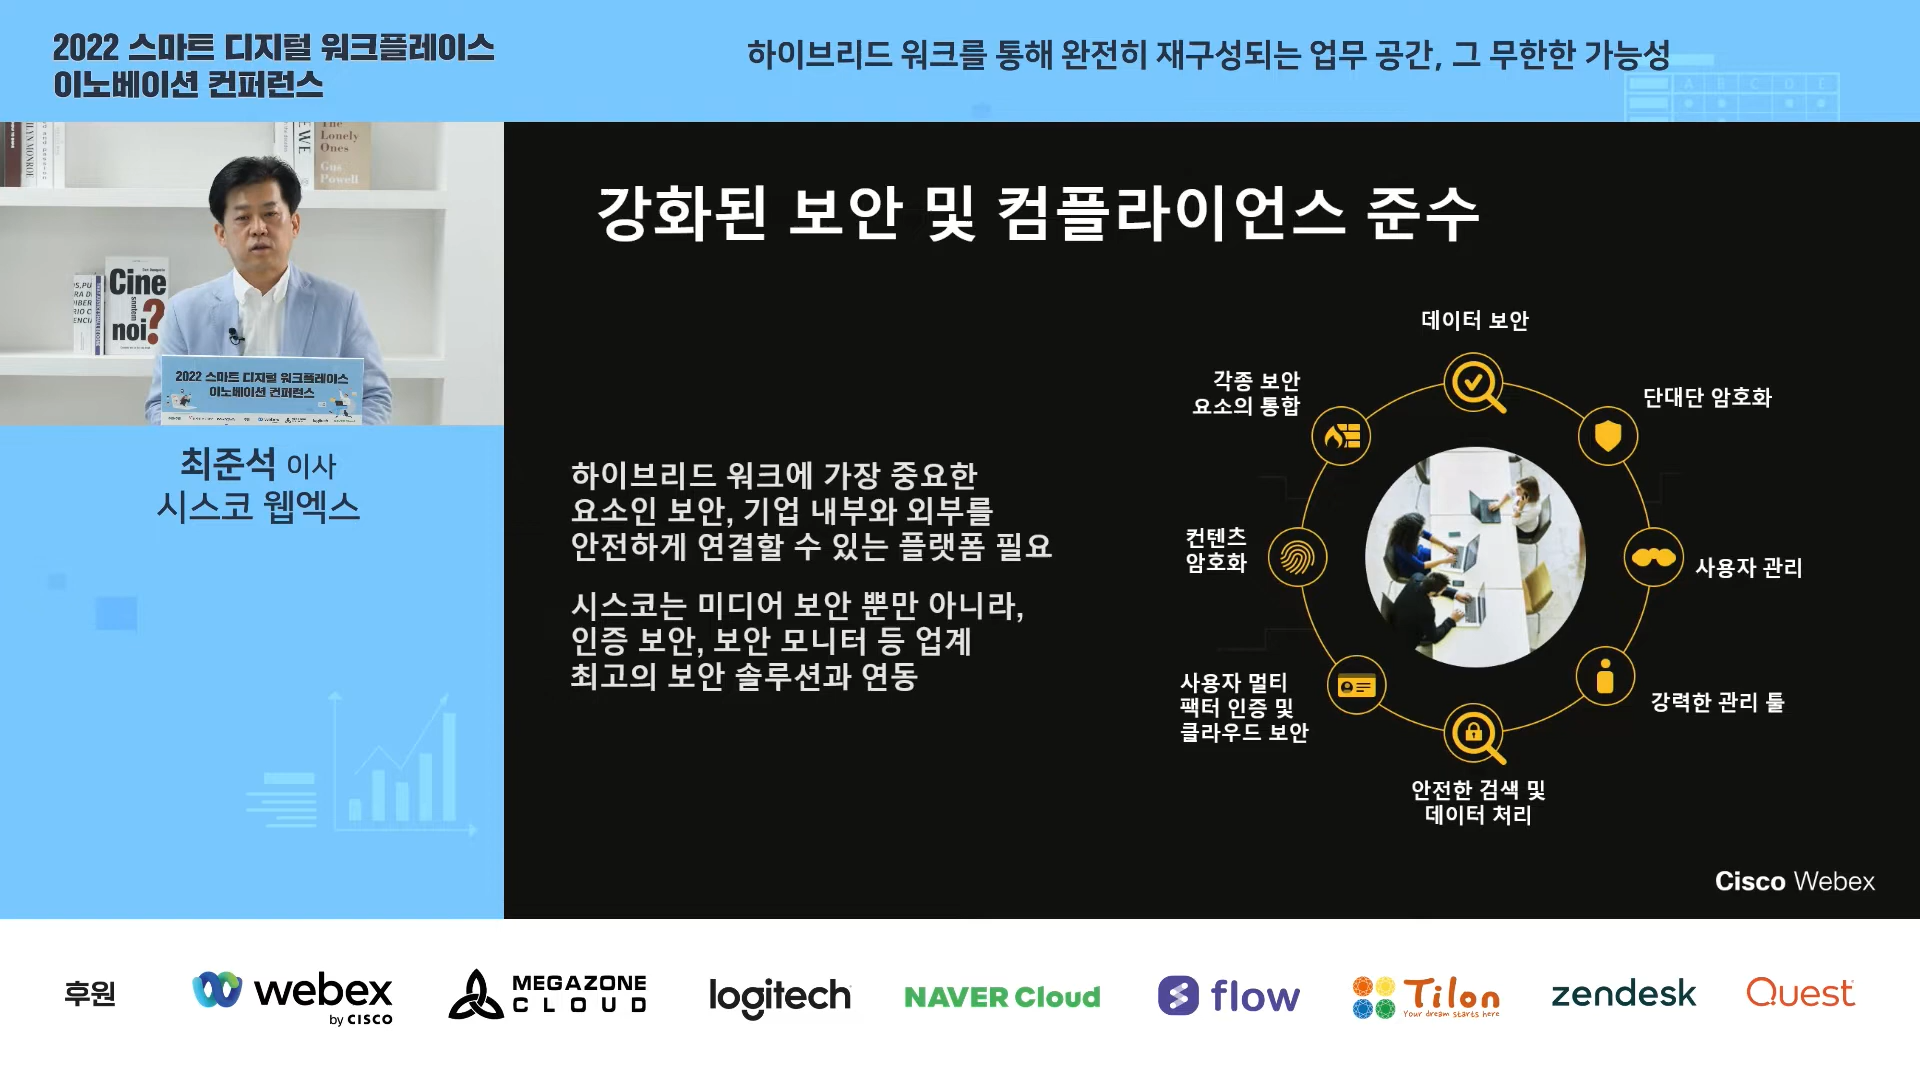 2022 스마트 디지털 워크플레이스
이노베이션 컨퍼런스
하이브리드 워크를 통해 완전히 재구성되는 업무 공간, 그 무한한 가능성
A B C D E
The
Lonely
Ones
Gus
Powell
WE
Cine
noi?
2022 스마트 디지털 워크플레이스
이노베이션 컨퍼런스
최준석 이사
시스코 웹엑스
강화된 보안 및 컴플라이언스 준수
하이브리드 워크에 가장 중요한
요소인 보안, 기업 내부와 외부를
안전하게 연결할 수 있는 플랫폼 필요
시스코는 미디어 보안 뿐만 아니라,
인증 보안, 보안 모니터 등 업계
최고의 보안 솔루션과 연동
데이터 보안
단대단 암호화
사용자 관리
강력한 관리 툴
안전한 검색 및
데이터 처리
사용자 멀티
팩터 인증 및
클라우드 보안
컨텐츠
암호화
각종 보안
요소의 통합
Cisco Webex
후원
webex
by CISCO
MEGAZONE
CLOUD
logitech
NAVER Cloud
flow
Tilon
Your dream starts here
zendesk
Quest